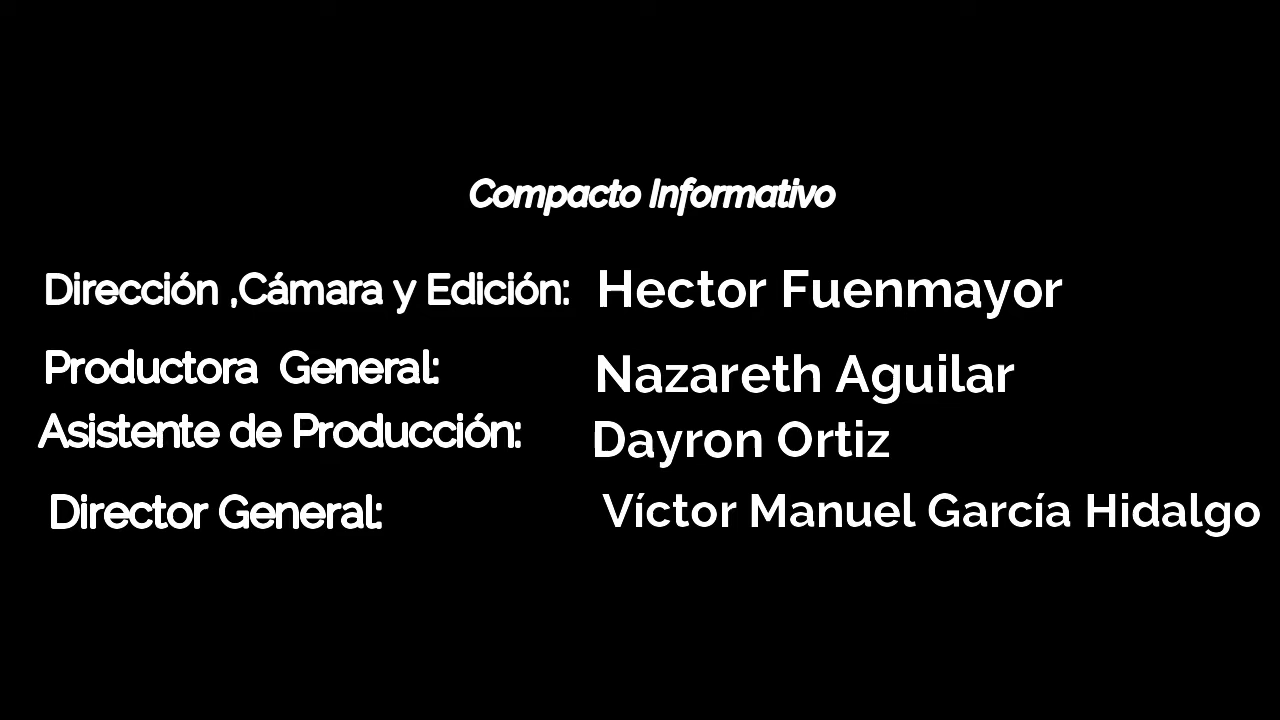 Compacto Informativo
Dirección ,Cámara y Edición: Hector Fuenmayor
Productora General: Nazareth Aguilar
Asistente de Producción: Dayron Ortiz
Director General: Víctor Manuel García Hidalgo